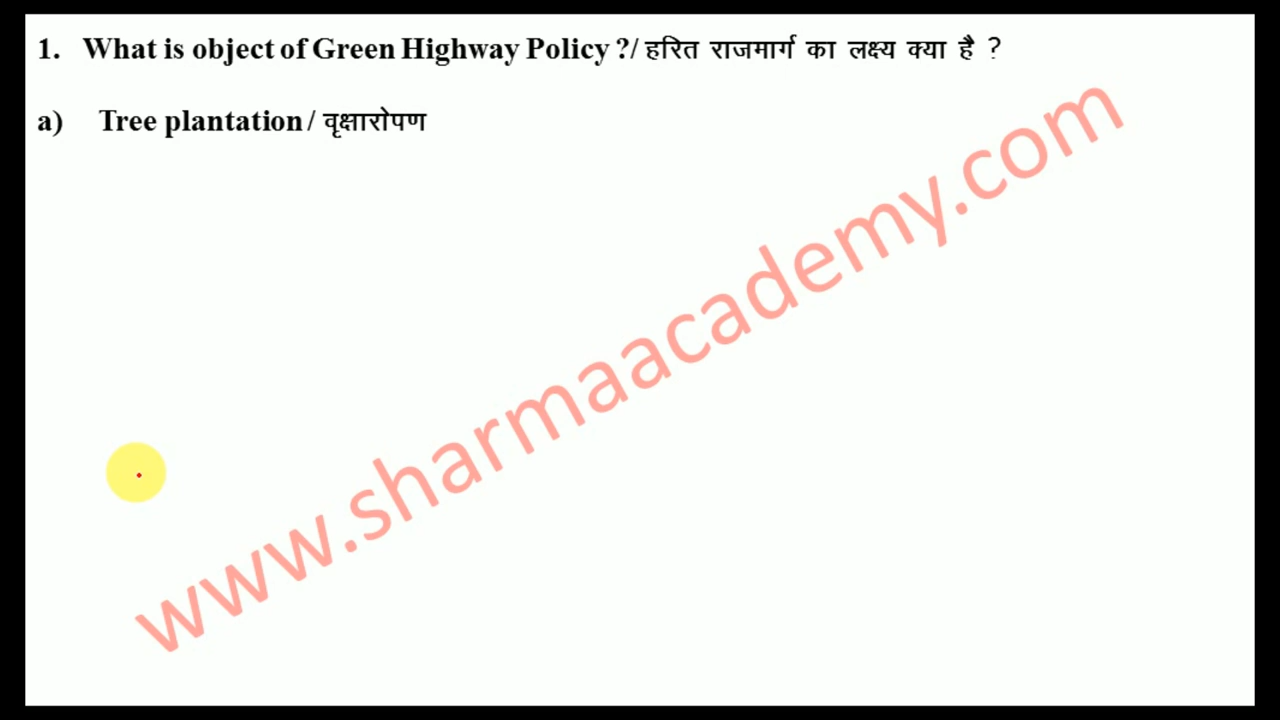 1. What is object of Green Highway Policy ?/ हरित राजमार्ग का लक्ष्य क्या है ?
a) Tree plantation / वृक्षारोपण
www.sharmaacademy.com